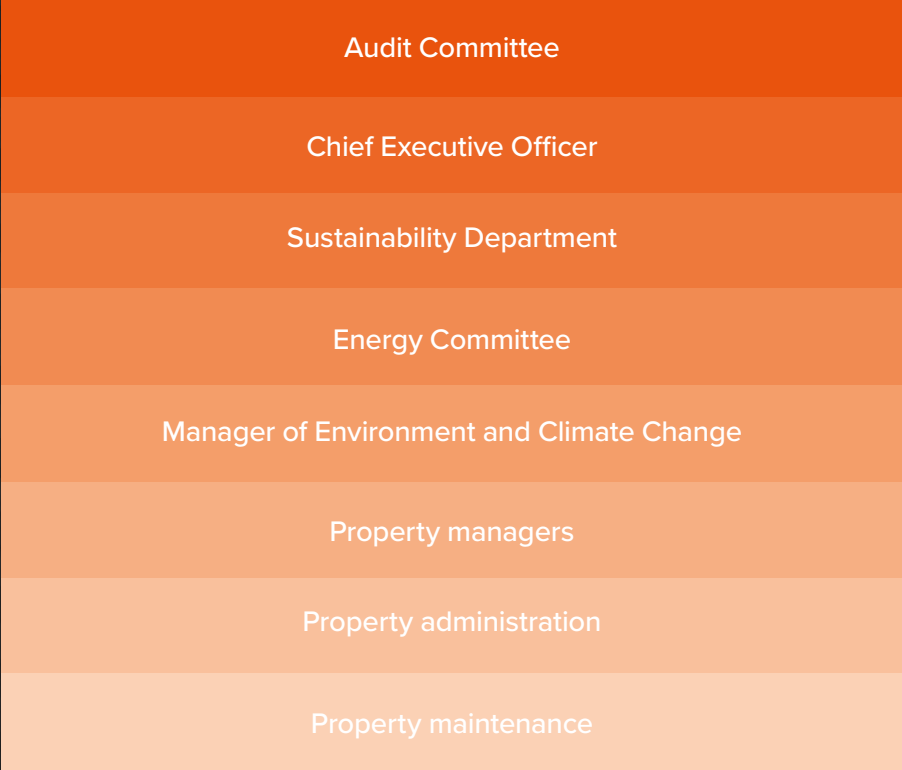 Audit Committee
Chief Executive Officer
Sustainability Department
Energy Committee
Manager of Environment and Climate Change
Property managers
Property administration
Property maintenance